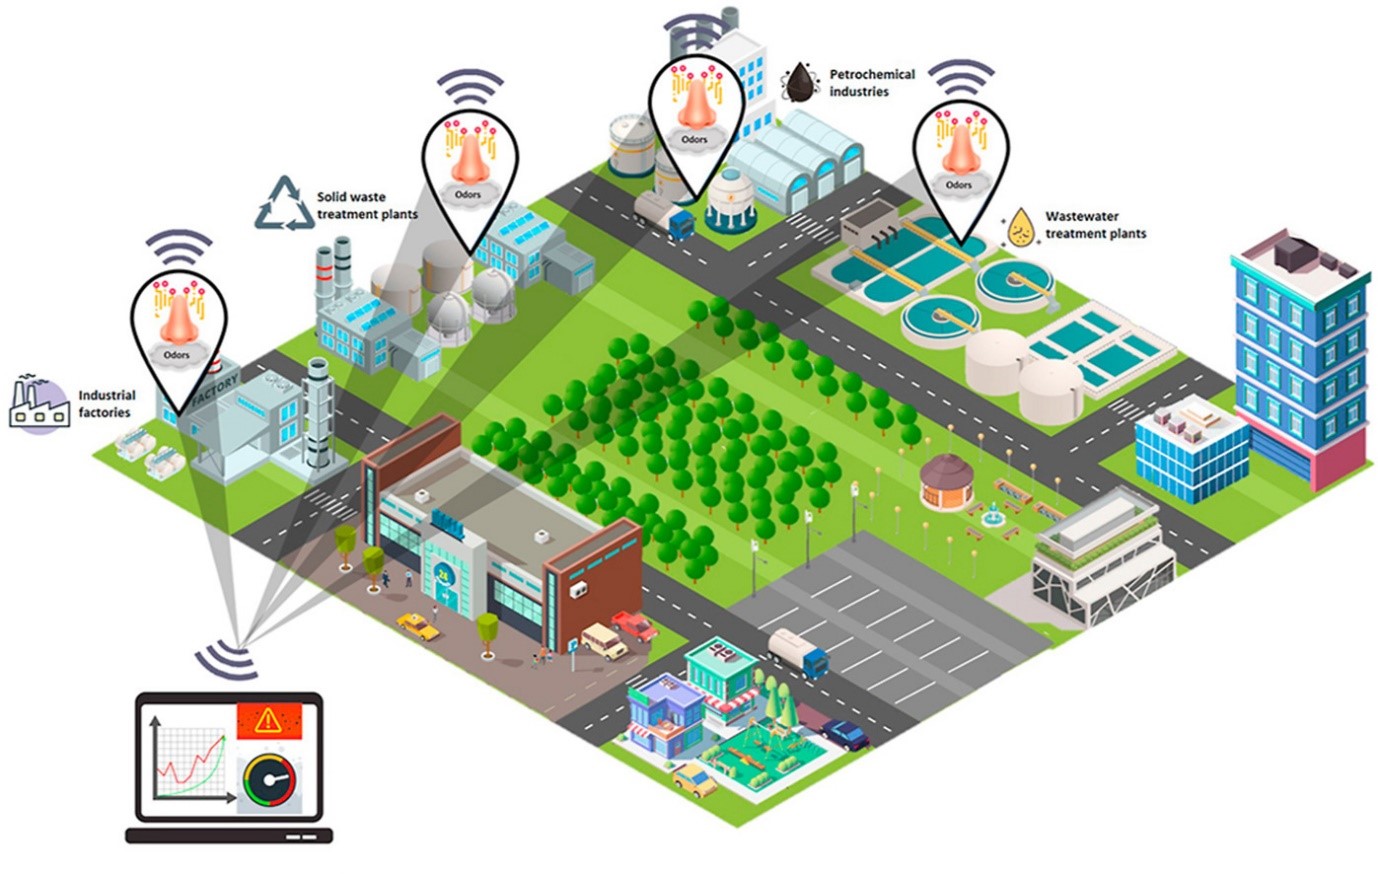 Petrochemical
industries
Odors
Odors
Odors
Solid waste
treatment plants
Wastewater
treatment plants
Odors
FACTORY
Industrial
factories
24